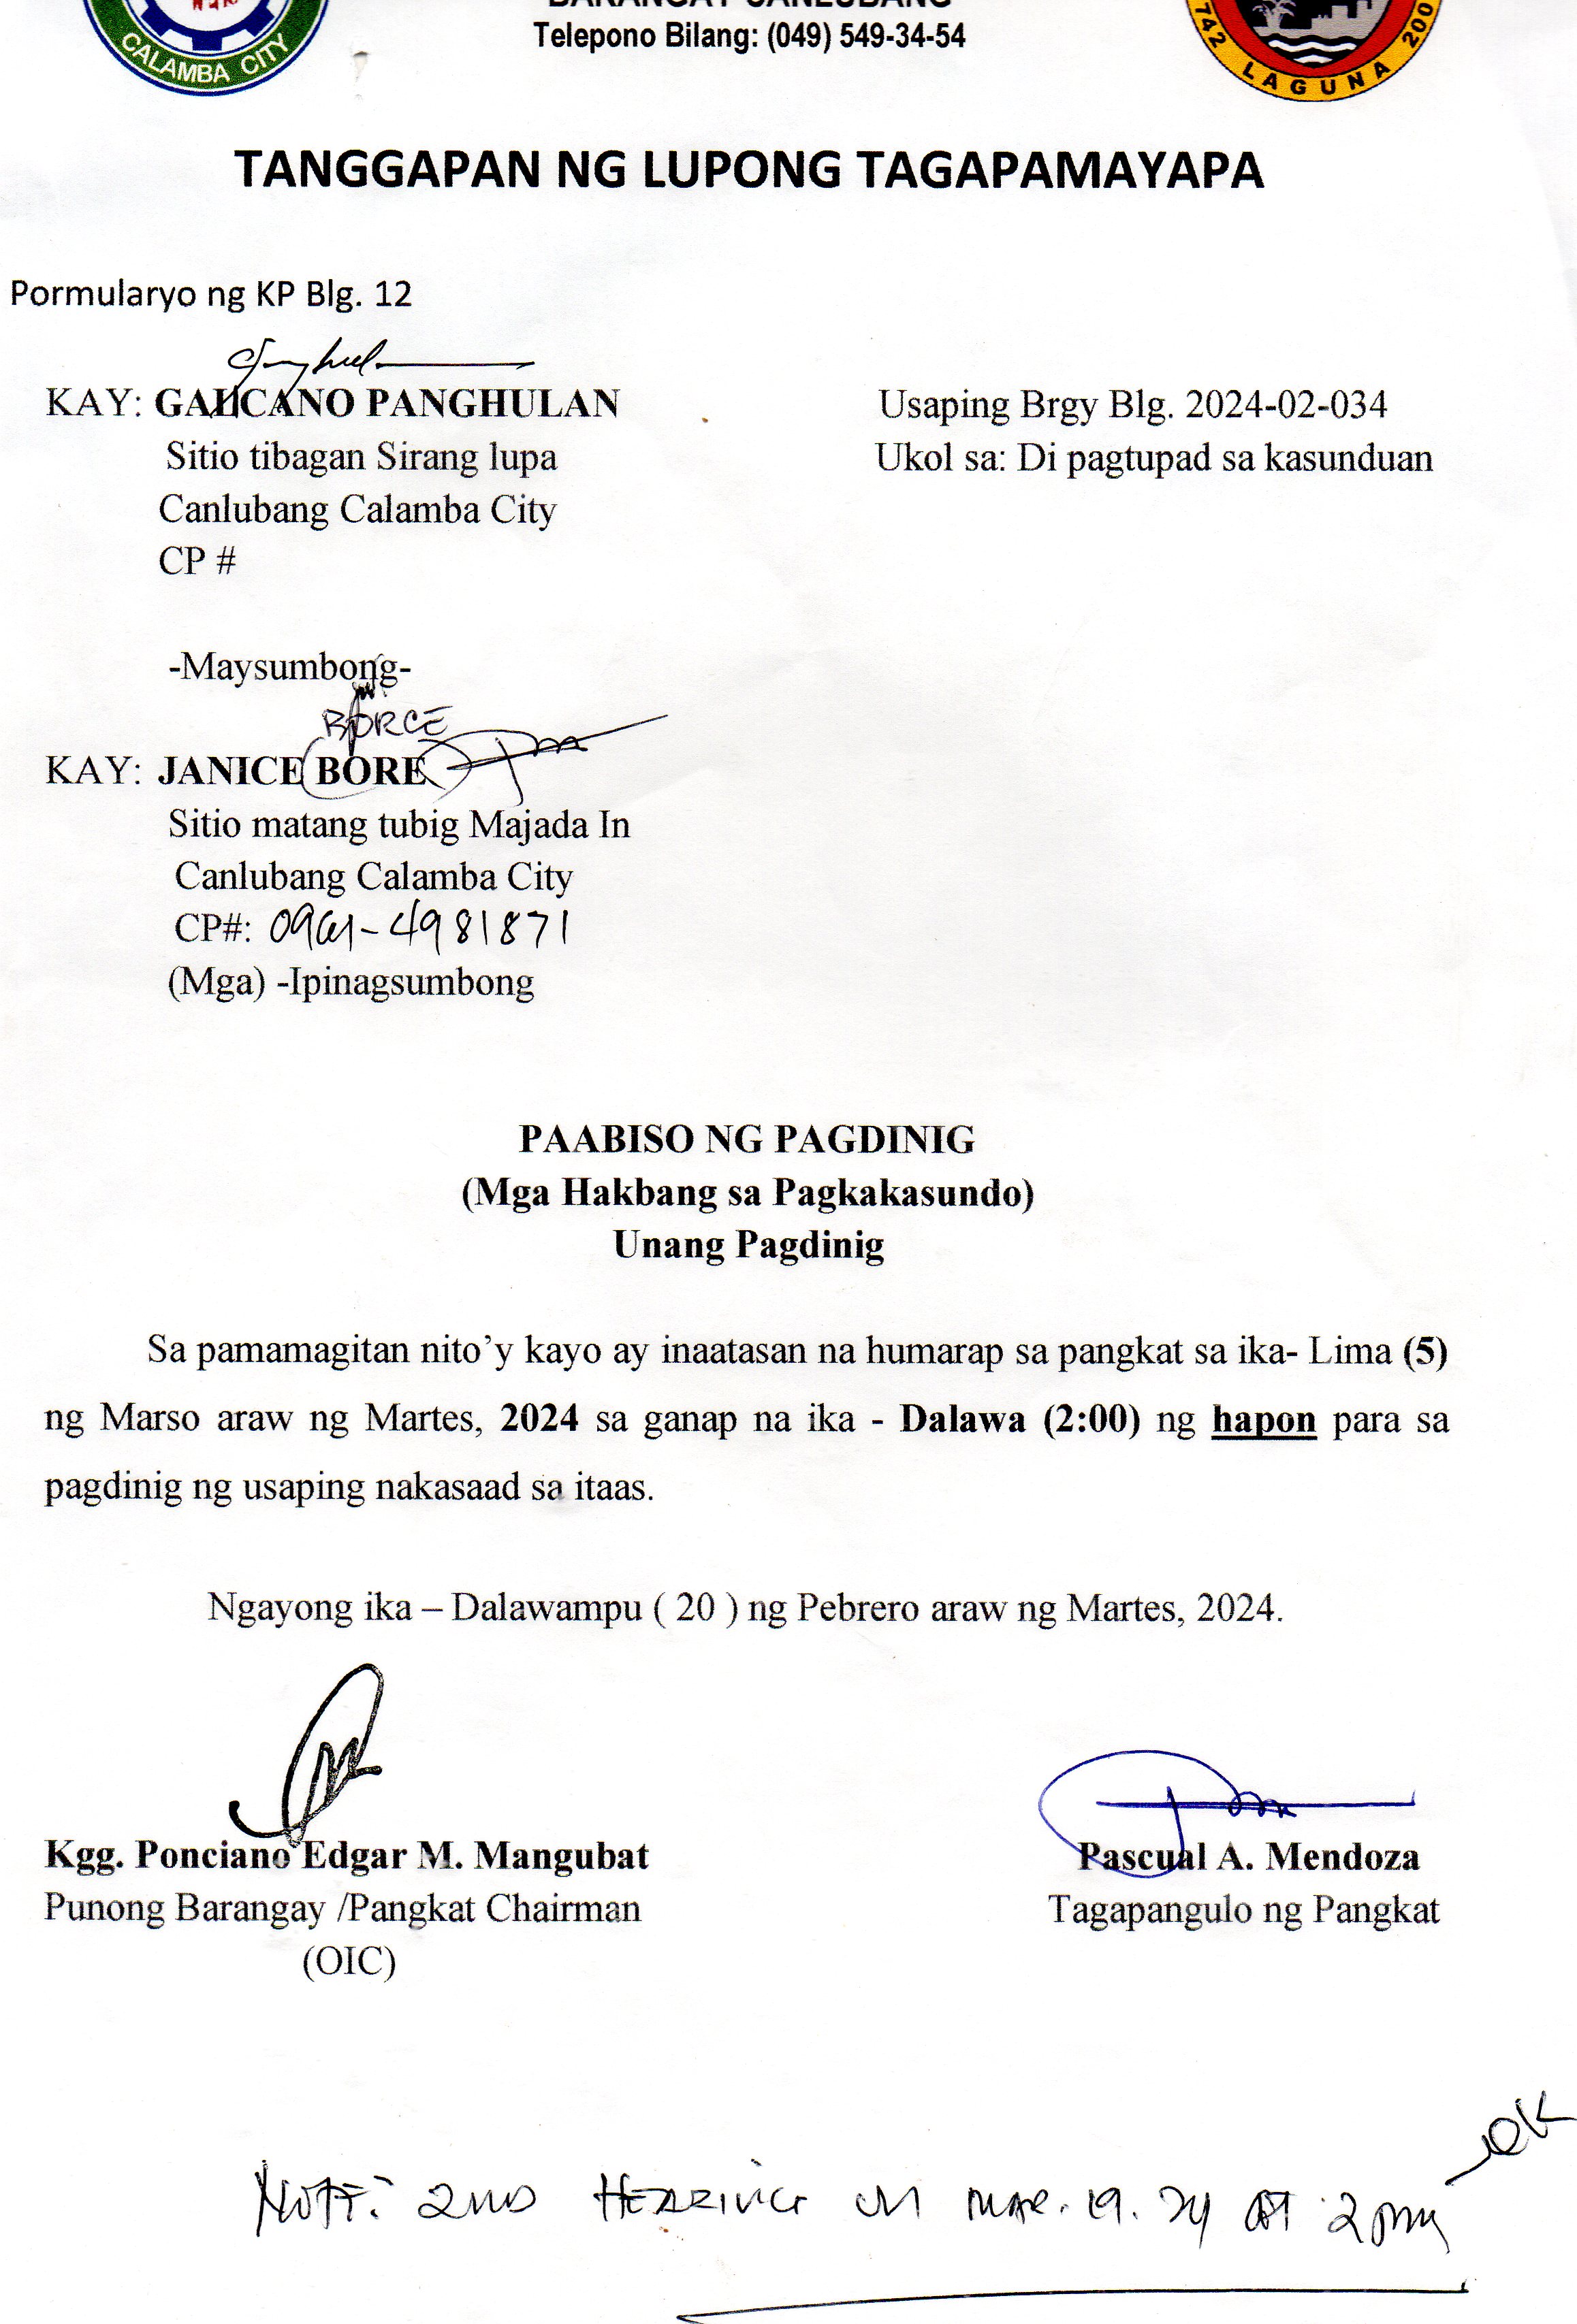 CALAMBA CITY
BARANGAY CANLUBANG
Telepono Bilang: (049) 549-34-54
742 LAGUNA 200
TANGGAPAN NG LUPONG TAGAPAMAYAPA
Pormularyo ng KP Blg. 12
KAY: GALICANO PANGHULAN
Usaping Brgy Blg. 2024-02-034
Sitio tibagan Sirang lupa
Ukol sa: Di pagtupad sa kasunduan
Canlubang Calamba City
CP #
-Maysumbong-
BORCE
KAY: JANICE (BORE)
Sitio matang tubig Majada In
Canlubang Calamba City
CP#: 0961-4981871
(Mga) -Ipinagsumbong
PAABISO NG PAGDINIG
(Mga Hakbang sa Pagkakasundo)
Unang Pagdinig
Sa pamamagitan nito’y kayo ay inaatasan na humarap sa pangkat sa ika- Lima (5)
ng Marso araw ng Martes, 2024 sa ganap na ika - Dalawa (2:00) ng hapon para sa
pagdinig ng usaping nakasaad sa itaas.
Ngayong ika – Dalawampu ( 20 ) ng Pebrero araw ng Martes, 2024.
Kgg. Ponciano Edgar M. Mangubat
Pascual A. Mendoza
Punong Barangay /Pangkat Chairman
Tagapangulo ng Pangkat
(OIC)
OK
NOTE: 2ND HEARING ON MAR. 19. 24 AT 2PM